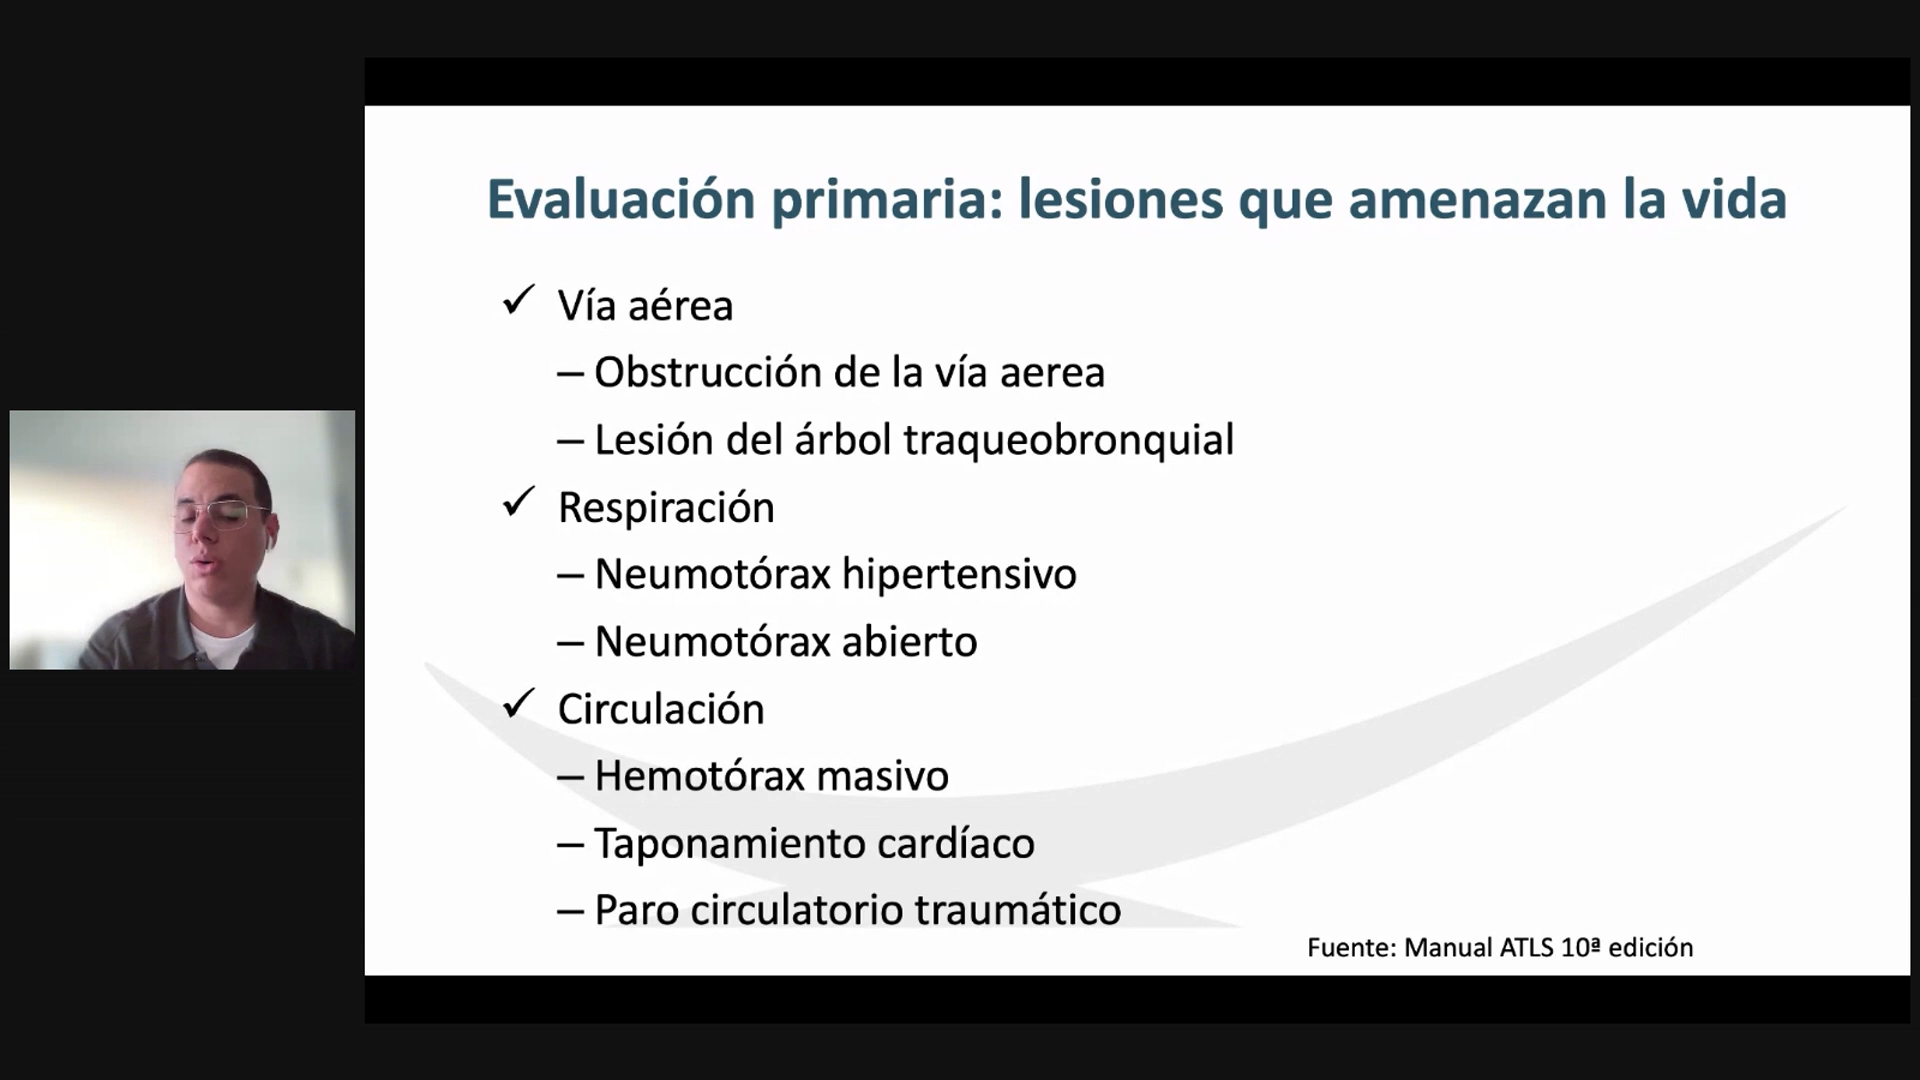 Evaluación primaria: lesiones que amenazan la vida
✓ Vía aérea
– Obstrucción de la vía aerea
– Lesión del árbol traqueobronquial
✓ Respiración
– Neumotórax hipertensivo
– Neumotórax abierto
✓ Circulación
– Hemotórax masivo
– Taponamiento cardíaco
– Paro circulatorio traumático
Fuente: Manual ATLS 10ª edición